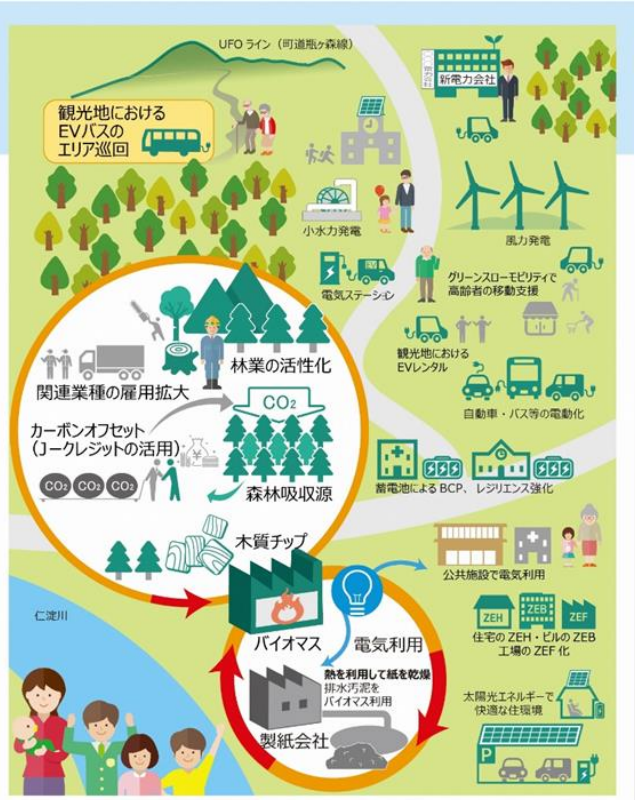 UFO ライン（町道瓶ヶ森線）
新電力会社
観光地における
EVバスの
エリア巡回
小水力発電
風力発電
電気ステーション
グリーンスローモビリティで
高齢者の移動支援
観光地における
EVレンタル
自動車・バス等の電動化
林業の活性化
関連業種の雇用拡大
CO₂
カーボンオフセット
（J−クレジットの活用）
CO₂ CO₂ CO₂
森林吸収源
蓄電池による BCP、レジリエンス強化
木質チップ
公共施設で電気利用
仁淀川
バイオマス
電気利用
ZEH ZEB ZEF
住宅の ZEH・ビルの ZEB
工場の ZEF 化
熱を利用して紙を乾燥
排水汚泥を
バイオマス利用
製紙会社
太陽光エネルギーで
快適な住環境
P